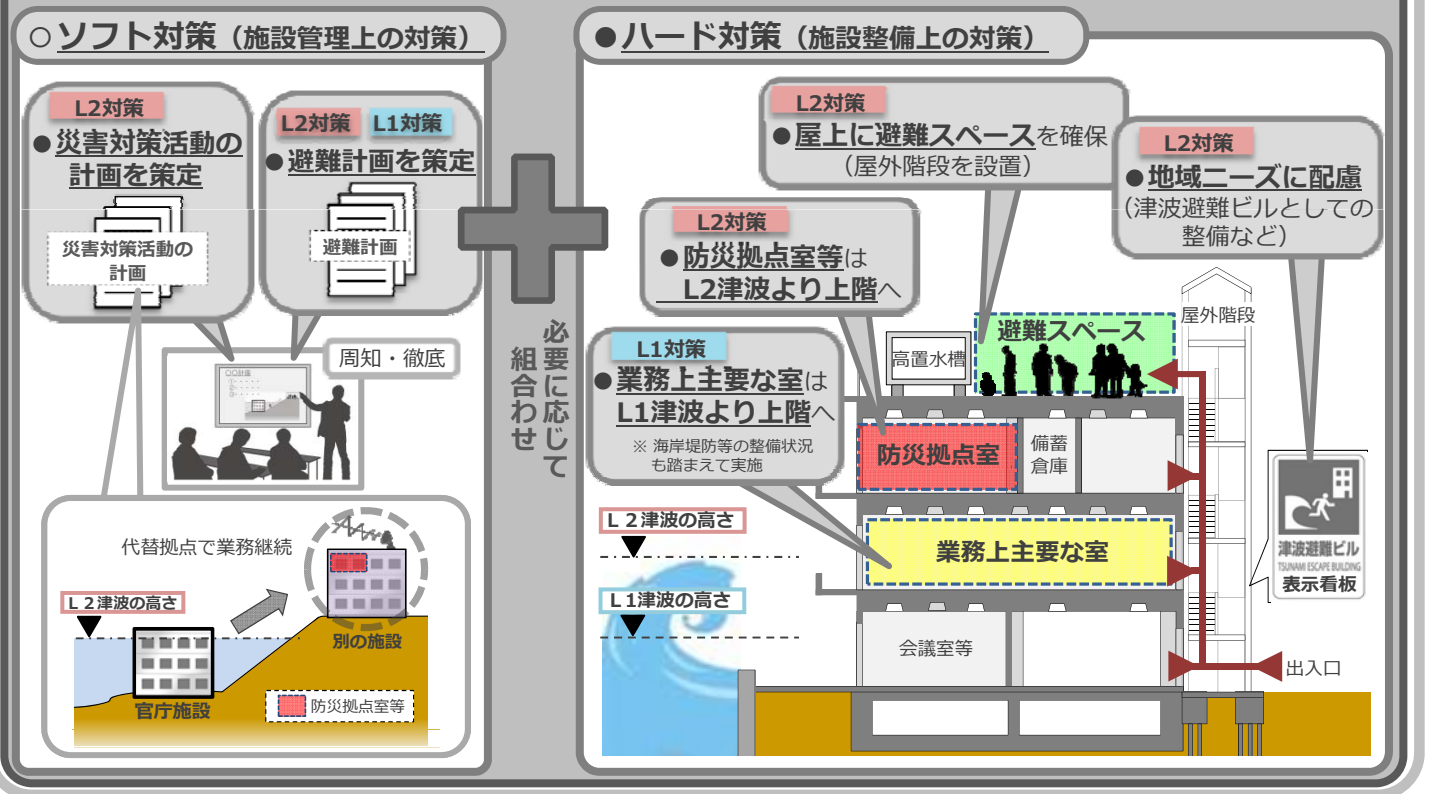 ○ソフト対策（施設管理上の対策）
L2対策
●災害対策活動の
計画を策定
災害対策活動の
計画
L2対策 L1対策
●避難計画を策定
避難計画
周知・徹底
〇〇計画
代替拠点で業務継続
L２津波の高さ
官庁施設
別の施設
防災拠点室等
必要に応じて
組合わせ
●ハード対策（施設整備上の対策）
L2対策
●屋上に避難スペースを確保
（屋外階段を設置）
L2対策
●地域ニーズに配慮
（津波避難ビルとしての
整備など）
L2対策
●防災拠点室等は
L2津波より上階へ
L1対策
●業務上主要な室は
L1津波より上階へ
※ 海岸堤防等の整備状況
も踏まえて実施
高置水槽
避難スペース
屋外階段
防災拠点室
備蓄
倉庫
L２津波の高さ
業務上主要な室
L1津波の高さ
会議室等
出入口
津波避難ビル
TSUNAMI ESCAPE BUILDING
表示看板